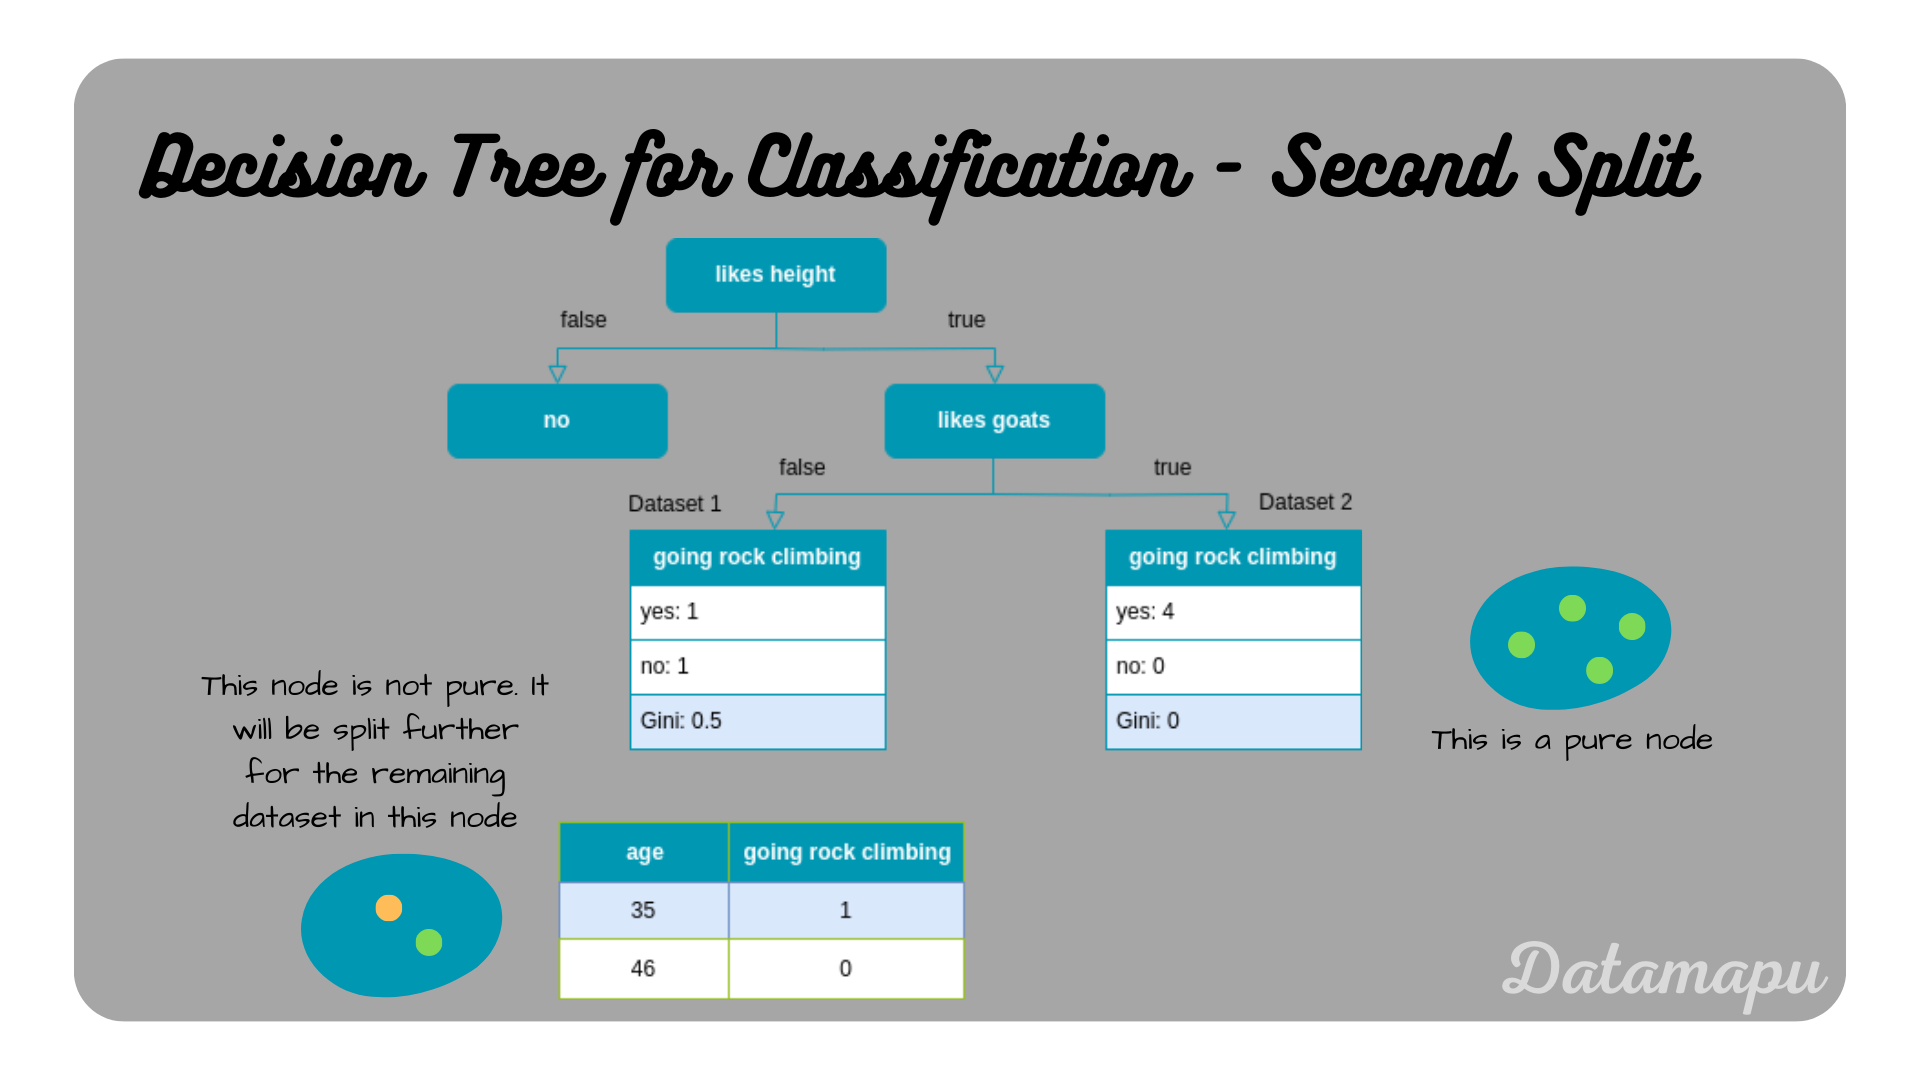 Decision Tree for Classification - Second Split
likes height
false
true
no
likes goats
false
true
Dataset 1
Dataset 2
going rock climbing
yes: 1
no: 1
Gini: 0.5
going rock climbing
yes: 4
no: 0
Gini: 0
This is a pure node
This node is not pure. It
will be split further
for the remaining
dataset in this node
age going rock climbing
35 1
46 0
Datamapu